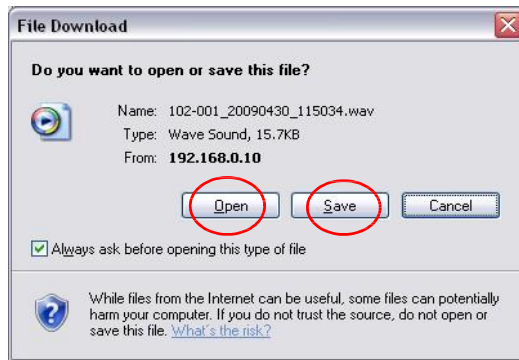 File Download
Do you want to open or save this file?
Name: 102-001_20090430_115034.wav
Type: Wave Sound, 15.7KB
From: 192.168.0.10
Open Save Cancel
Always ask before opening this type of file
While files from the Internet can be useful, some files can potentially
harm your computer. If you do not trust the source, do not open or
save this file. What's the risk?